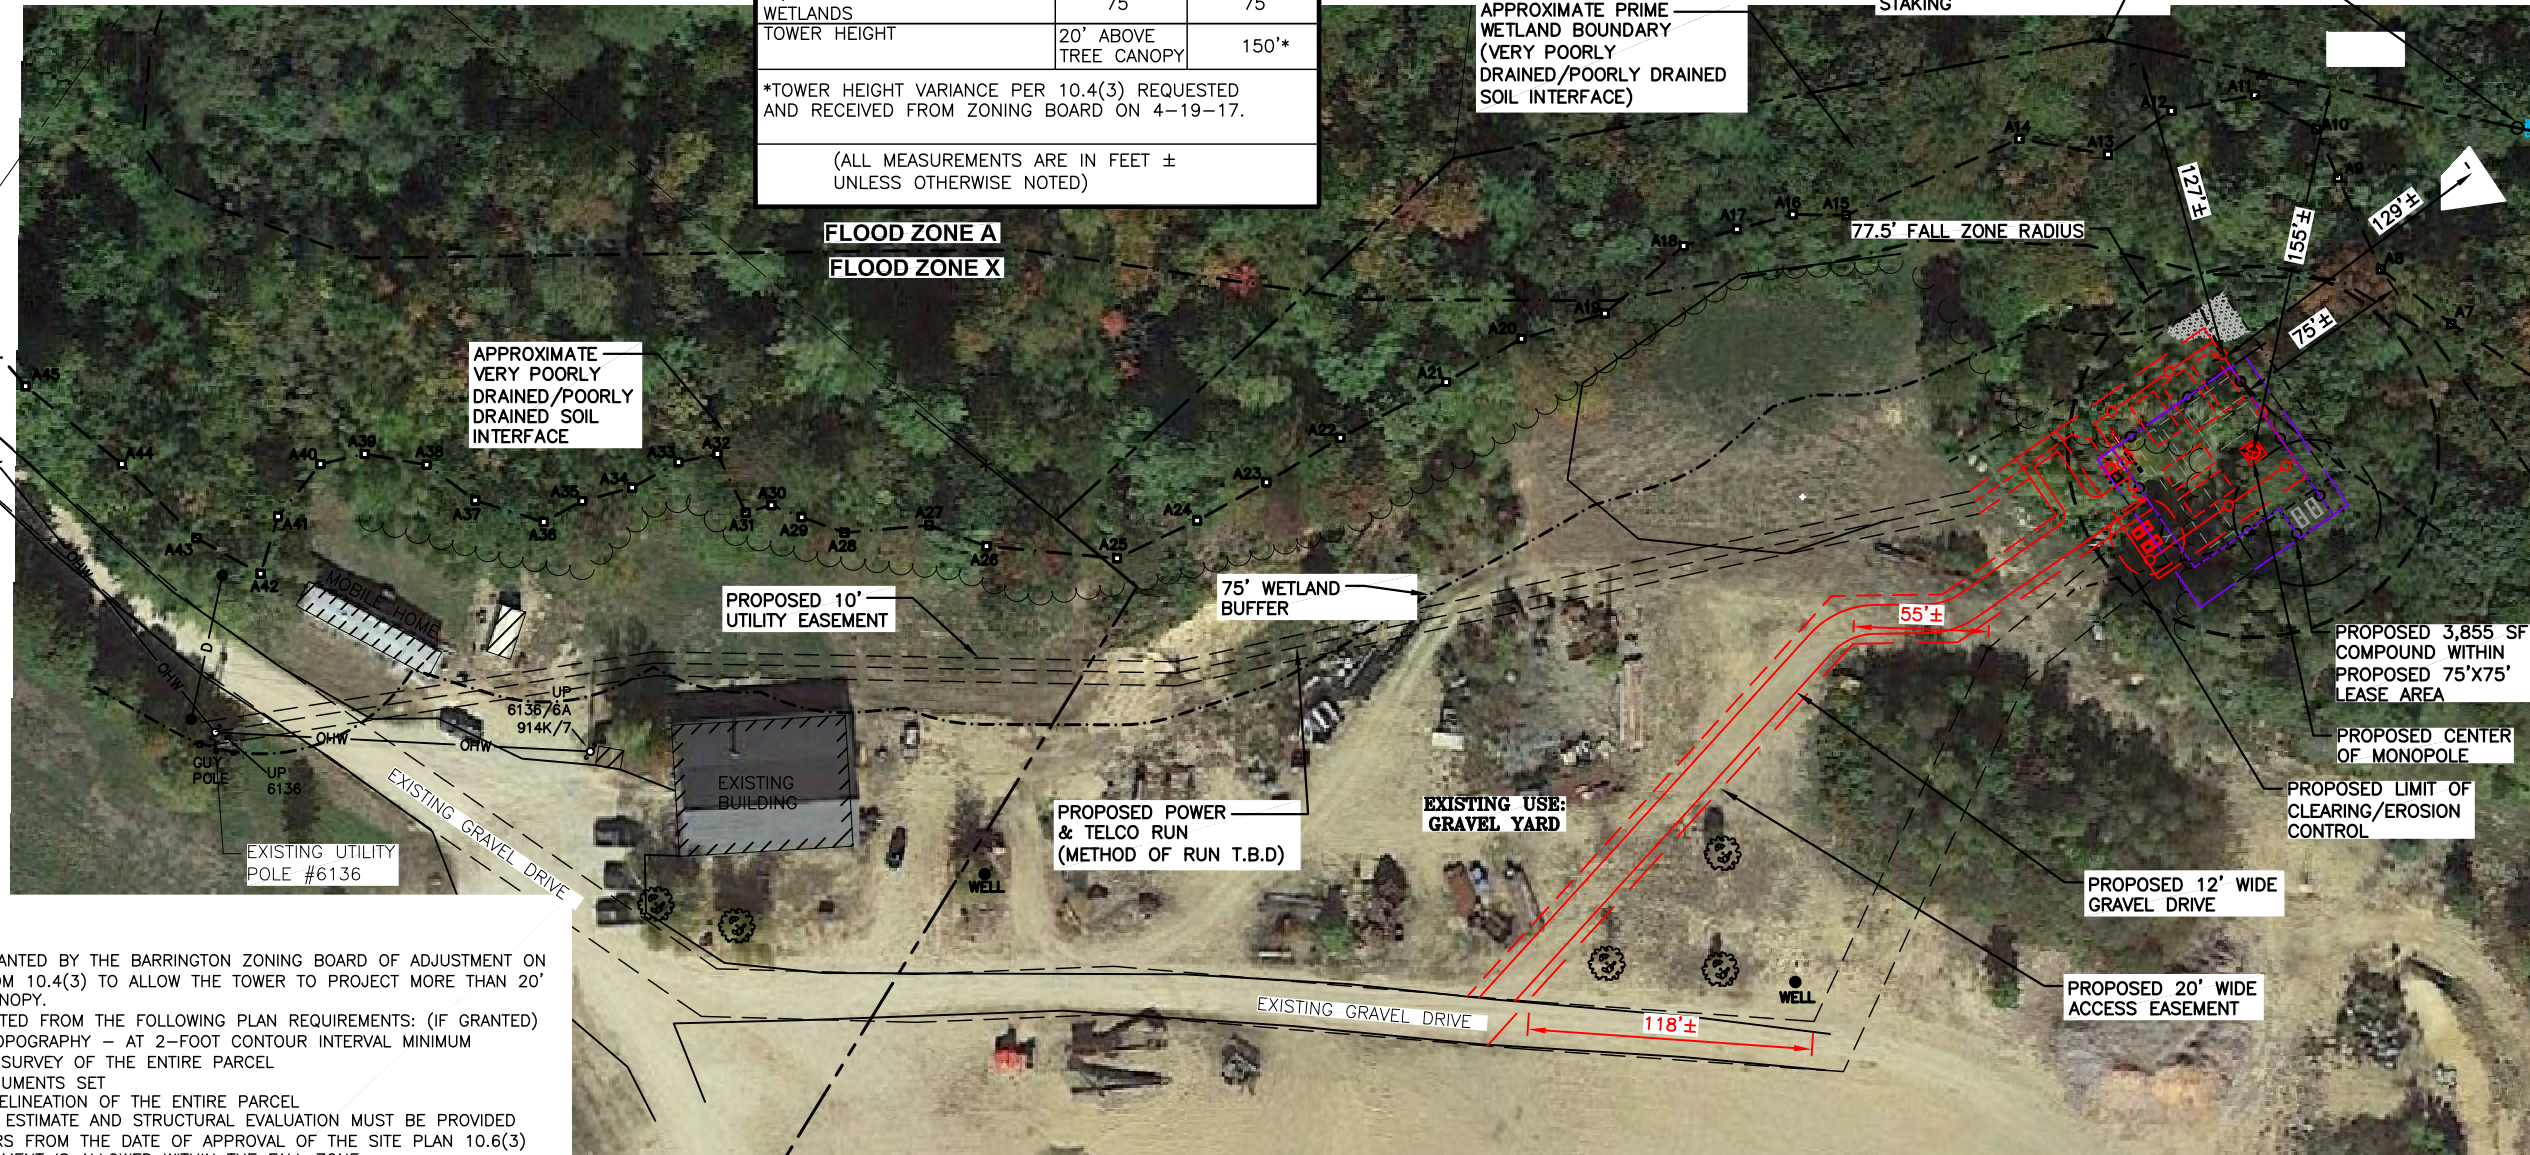 WETLANDS 75 75
TOWER HEIGHT 20' ABOVE TREE CANOPY 150'*
*TOWER HEIGHT VARIANCE PER 10.4(3) REQUESTED
AND RECEIVED FROM ZONING BOARD ON 4-19-17.
(ALL MEASUREMENTS ARE IN FEET ±
UNLESS OTHERWISE NOTED)
APPROXIMATE PRIME
WETLAND BOUNDARY
(VERY POORLY
DRAINED/POORLY DRAINED
SOIL INTERFACE)
STAKING
FLOOD ZONE A
FLOOD ZONE X
77.5' FALL ZONE RADIUS
127'±
155'±
129'±
75'±
A7
A8
A9
A10
A11
A12
A13
A14
A15
A16
A17
A18
A19
A20
A21
A22
A23
A24
A25
A26
A27
A28
A29
A30
A31
A32
A33
A34
A35
A36
A37
A38
A39
A40
A41
A42
A43
A44
A45
APPROXIMATE
VERY POORLY
DRAINED/POORLY
DRAINED SOIL
INTERFACE
OHW
MOBILE HOME
D
OHW
PROPOSED 10'
UTILITY EASEMENT
75' WETLAND
BUFFER
55'±
UP
6136/6A
914K/7
OHW
OHW
GUY
POLE
UP
6136
EXISTING
BUILDING
EXISTING GRAVEL DRIVE
EXISTING UTILITY
POLE #6136
PROPOSED POWER
& TELCO RUN
(METHOD OF RUN T.B.D)
EXISTING USE:
GRAVEL YARD
WELL
WELL
PROPOSED 3,855 SF
COMPOUND WITHIN
PROPOSED 75'X75'
LEASE AREA
PROPOSED CENTER
OF MONOPOLE
PROPOSED LIMIT OF
CLEARING/EROSION
CONTROL
PROPOSED 12' WIDE
GRAVEL DRIVE
PROPOSED 20' WIDE
ACCESS EASEMENT
EXISTING GRAVEL DRIVE
118'±
ANTED BY THE BARRINGTON ZONING BOARD OF ADJUSTMENT ON
OM 10.4(3) TO ALLOW THE TOWER TO PROJECT MORE THAN 20'
NOPY.
TED FROM THE FOLLOWING PLAN REQUIREMENTS: (IF GRANTED)
OPOGRAPHY - AT 2-FOOT CONTOUR INTERVAL MINIMUM
SURVEY OF THE ENTIRE PARCEL
UMENTS SET
ELINEATION OF THE ENTIRE PARCEL
ESTIMATE AND STRUCTURAL EVALUATION MUST BE PROVIDED
RS FROM THE DATE OF APPROVAL OF THE SITE PLAN 10.6(3)
MENT IS ALLOWED WITHIN THE FALL ZONE